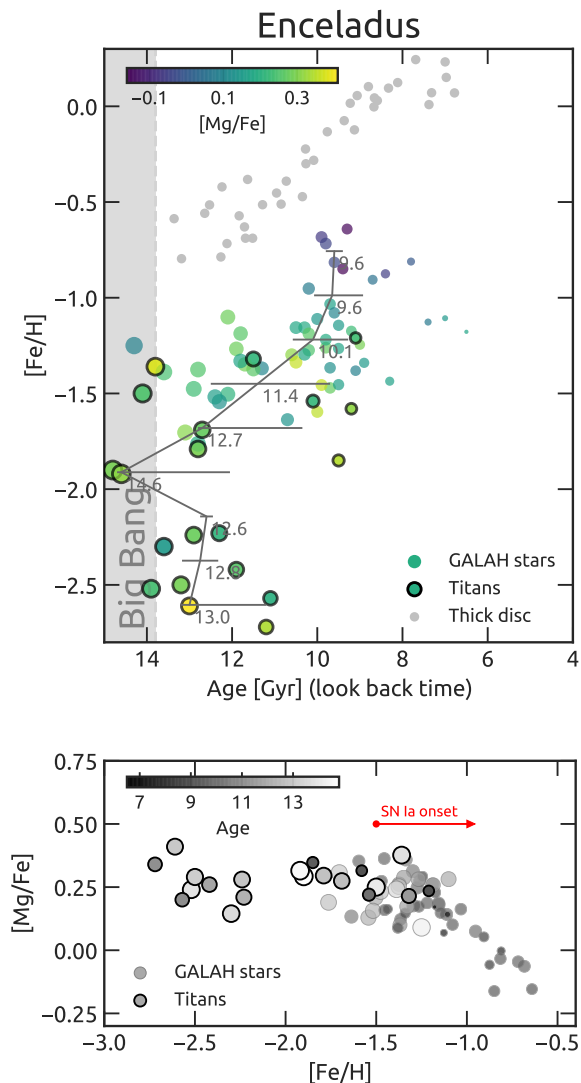 Enceladus
−0.1 0.1 0.3
[Mg/Fe]
0.0
−0.5
−1.0
−1.5
−2.0
−2.5
[Fe/H]
9.6
9.6
10.1
11.4
12.7
14.6
12.6
12.8
13.0
Big Bang
GALAH stars
Titans
Thick disc
14 12 10 8 6 4
Age [Gyr] (look back time)
0.75
0.50
0.25
0.00
−0.25
[Mg/Fe]
7 9 11 13
Age
SN Ia onset
GALAH stars
Titans
−3.0 −2.5 −2.0 −1.5 −1.0 −0.5
[Fe/H]